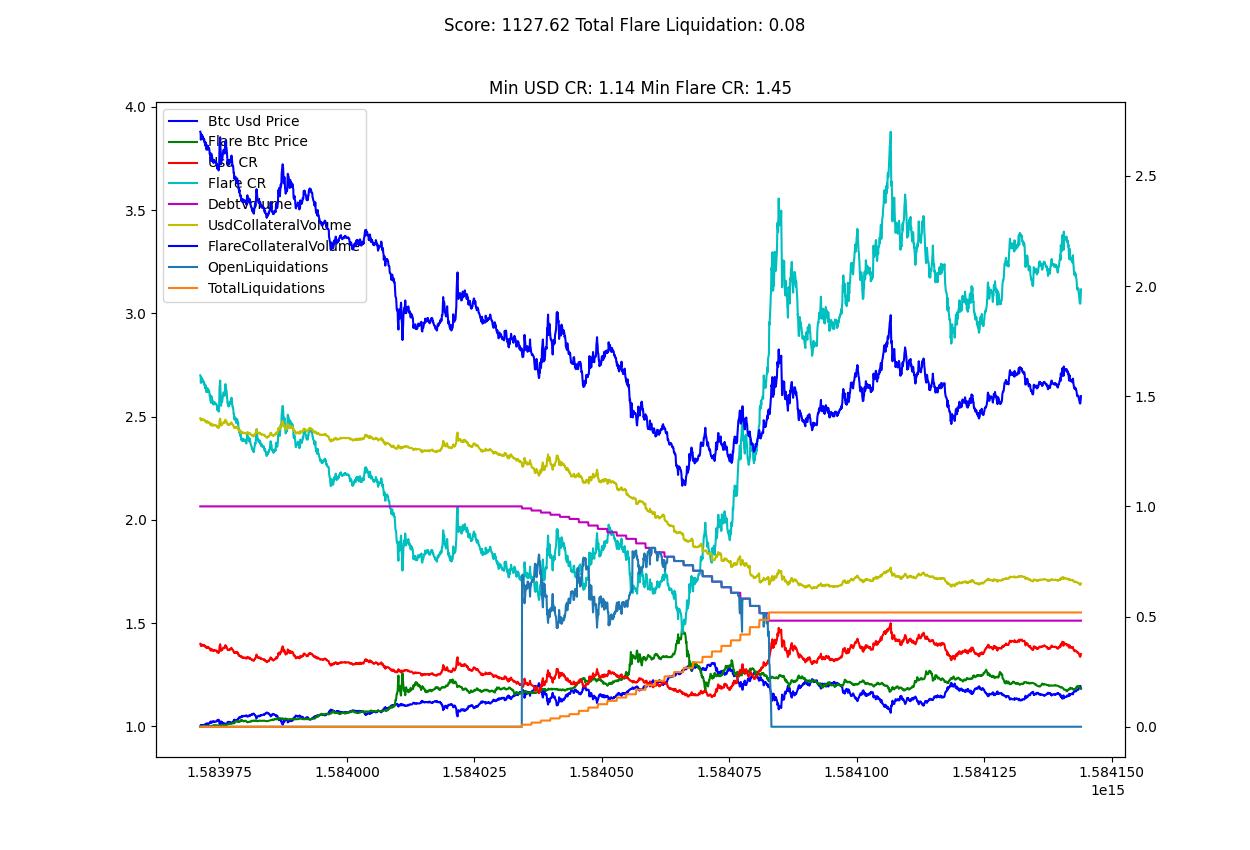 Score: 1127.62 Total Flare Liquidation: 0.08
Min USD CR: 1.14 Min Flare CR: 1.45
Btc Usd Price
Flare Btc Price
Usd CR
Flare CR
DebtVolume
UsdCollateralVolume
FlareCollateralVolume
OpenLiquidations
TotalLiquidations
4.0
3.5
3.0
2.5
2.0
1.5
1.0
2.5
2.0
1.5
1.0
0.5
0.0
1.583975 1.584000 1.584025 1.584050 1.584075 1.584100 1.584125 1.584150
1e15